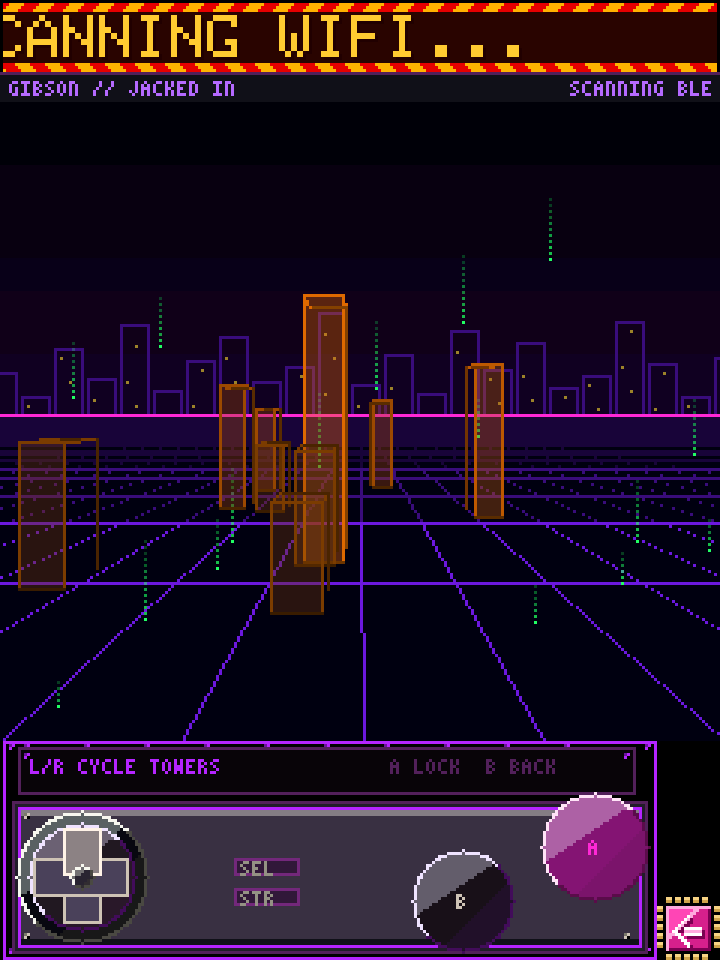 CANNING WIFI...
GIBSON // JACKED IN
SCANNING BLE
L/R CYCLE TOWERS
A LOCK B BACK
A
SEL
B
STR